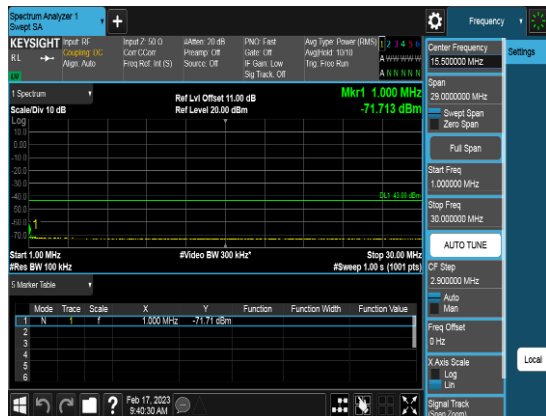 Spectrum Analyzer 1
Swept SA
Frequency
KEYSIGHT
RL
Input: RF
Coupling: DC
Align: Auto
Input Z: 50 Ω
Corr CCorr
Freq Ref: Int (S)
#Atten: 20 dB
Preamp: Off
Source: Off
PNO: Fast
Gate: Off
IF Gain: Low
Sig Track: Off
Avg Type: Power (RMS)
Avg|Hold: 10/10
Trig: Free Run
1 2 3 4 5 6
A W W W W W
A N N N N N
1 Spectrum
Scale/Div 10 dB
Log
Ref Lvl Offset 11.00 dB
Ref Level 20.00 dBm
Mkr1 1.000 MHz
-71.713 dBm
10.0
0.00
-10.0
-20.0
-30.0
-40.0
-50.0
-60.0
-70.0
DL1 -43.00 dBm
1
Start 1.00 MHz
#Res BW 100 kHz
#Video BW 300 kHz*
Stop 30.00 MHz
#Sweep 1.00 s (1001 pts)
5 Marker Table
Mode Trace Scale X Y Function Function Width Function Value
1 N 1 f 1.000 MHz -71.71 dBm
2
3
4
5
6
Feb 17, 2023
9:40:30 AM
Center Frequency
15.500000 MHz
Span
29.0000000 MHz
Swept Span
Zero Span
Full Span
Start Freq
1.000000 MHz
Stop Freq
30.000000 MHz
AUTO TUNE
CF Step
2.900000 MHz
Auto
Man
Freq Offset
0 Hz
X Axis Scale
Log
Lin
Signal Track
(Span Zoom)
Settings
Local